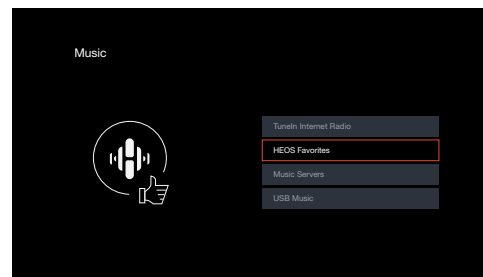 Music
TuneIn Internet Radio
HEOS Favorites
Music Servers
USB Music